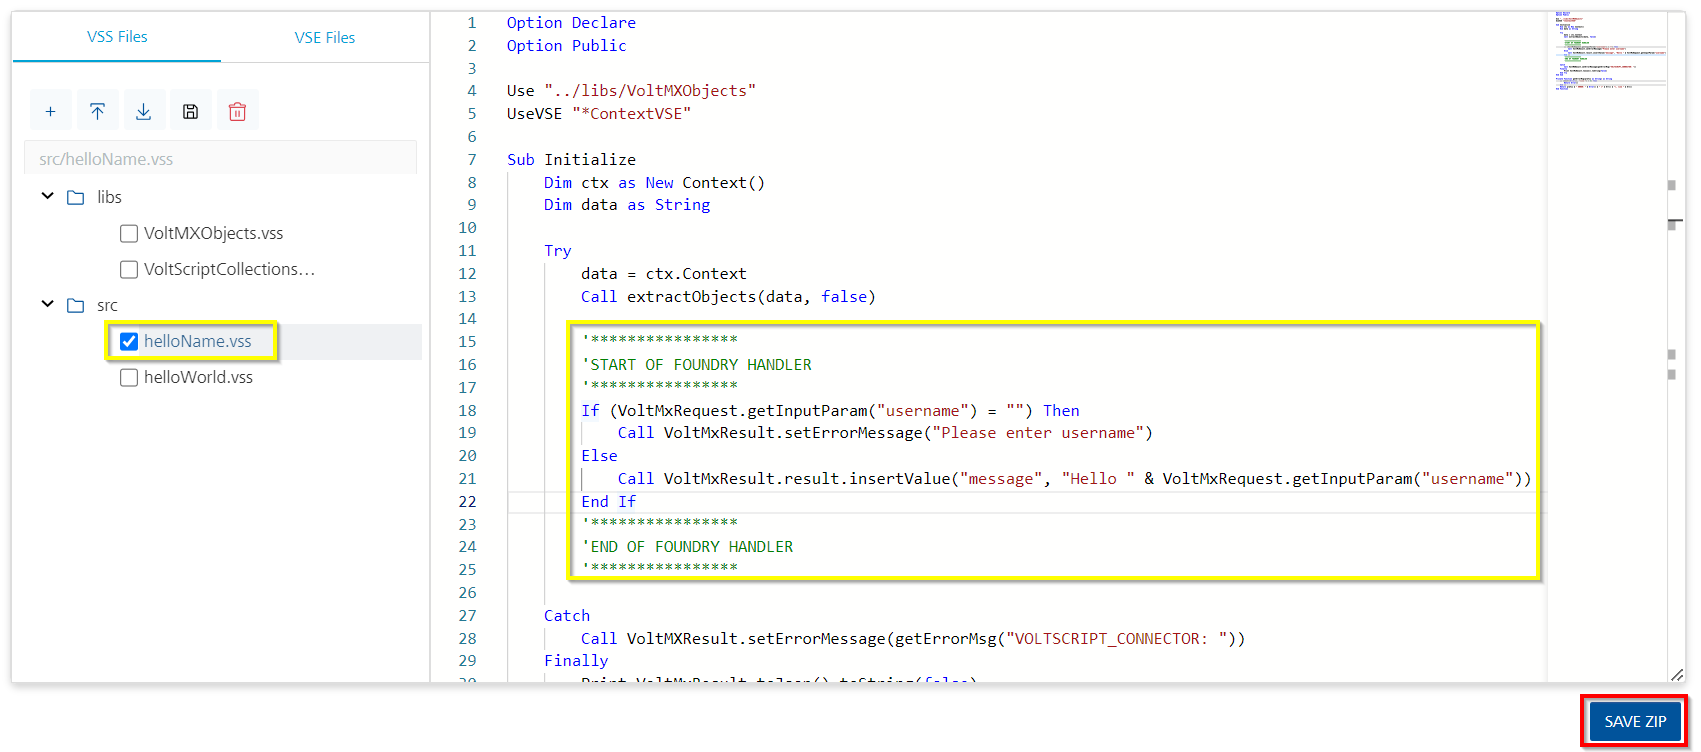 VSS Files
VSE Files
src/helloName.vss
libs
VoltMXObjects.vss
VoltScriptCollections...
src
helloName.vss
helloWorld.vss
1 Option Declare
2 Option Public
3
4 Use "../libs/VoltMXObjects"
5 UseVSE "*ContextVSE"
6
7 Sub Initialize
8 Dim ctx as New Context()
9 Dim data as String
10
11 Try
12 data = ctx.Context
13 Call extractObjects(data, false)
14
15 '****************
16 'START OF FOUNDRY HANDLER
17 '****************
18 If (VoltMxRequest.getInputParam("username") = "") Then
19 Call VoltMxResult.setErrorMessage("Please enter username")
20 Else
21 Call VoltMxResult.result.insertValue("message", "Hello " & VoltMxRequest.getInputParam("username"))
22 End If
23 '****************
24 'END OF FOUNDRY HANDLER
25 '****************
26
27 Catch
28 Call VoltMXResult.setErrorMessage(getErrorMsg("VOLTSCRIPT_CONNECTOR: "))
29 Finally
30 Print VoltMxResult.toJson().toString(false)
SAVE ZIP